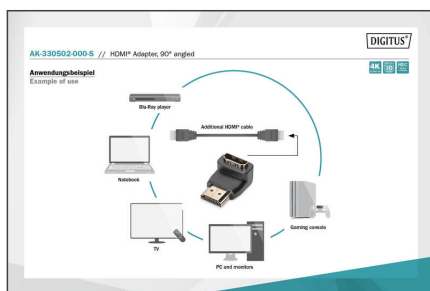 DIGITUS®
AK-330502-000-S // HDMI® Adapter, 90° angled
4K
3D
HEC
Anwendungsbeispiel
Example of use
Blu-Ray player
Additional HDMI® cable
Notebook
Gaming console
TV
PC and monitors